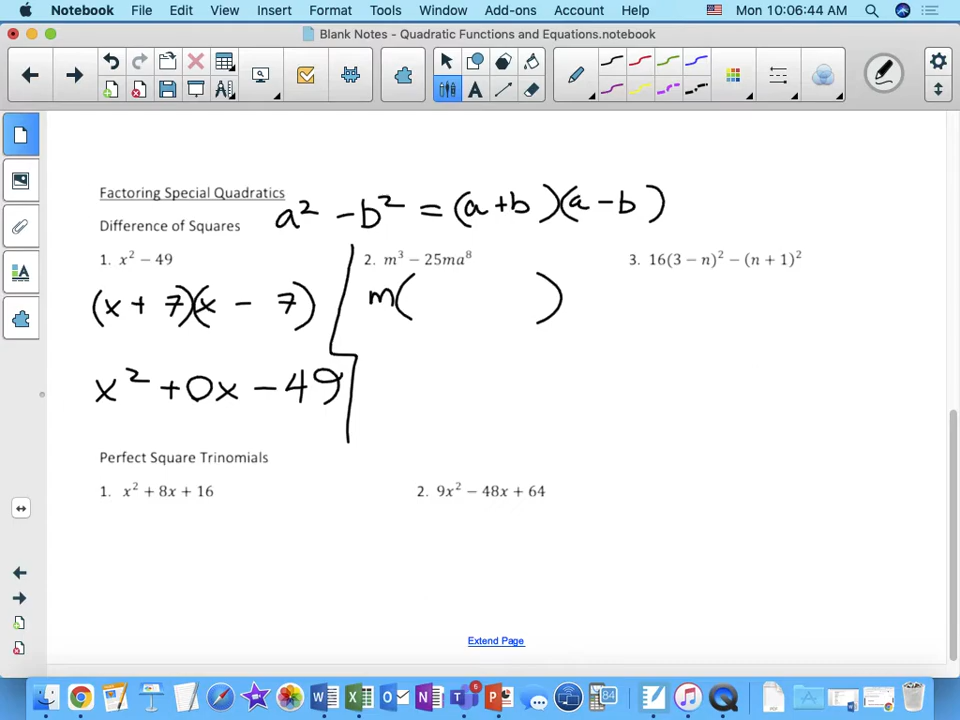 Notebook File Edit View Insert Format Tools Window Add-ons Account Help Mon 10:06:44 AM
Blank Notes - Quadratic Functions and Equations.notebook
Factoring Special Quadratics
a² - b² = (a + b)(a - b)
Difference of Squares
1. x² − 49
2. m³ − 25ma⁸
3. 16(3 − n)² − (n + 1)²
(x + 7)(x - 7)
m( )
x² + 0x - 49
Perfect Square Trinomials
1. x² + 8x + 16
2. 9x² − 48x + 64
Extend Page
6
84